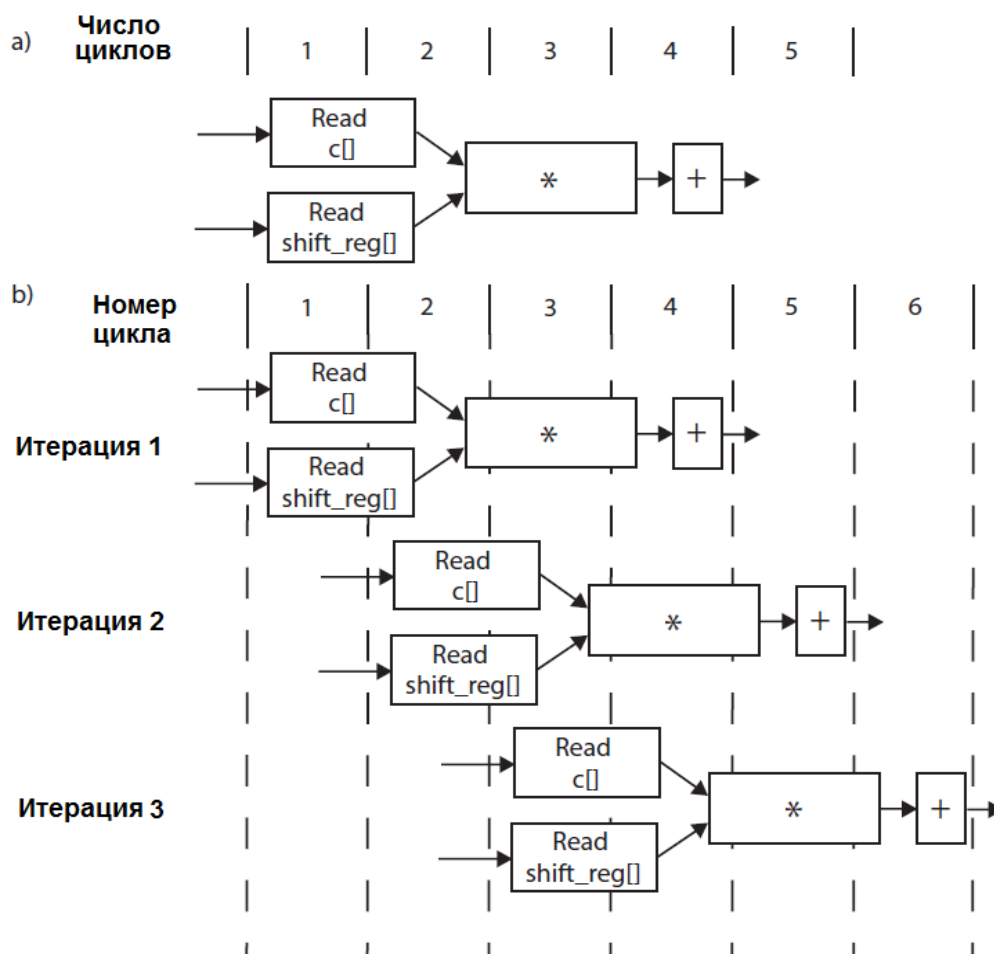 a)
Число
циклов
1 2 3 4 5
Read
c[]
*
+
Read
shift_reg[]
b)
Номер
цикла
1 2 3 4 5 6
Итерация 1
Read
c[]
*
+
Read
shift_reg[]
Итерация 2
Read
c[]
*
+
Read
shift_reg[]
Итерация 3
Read
c[]
*
+
Read
shift_reg[]